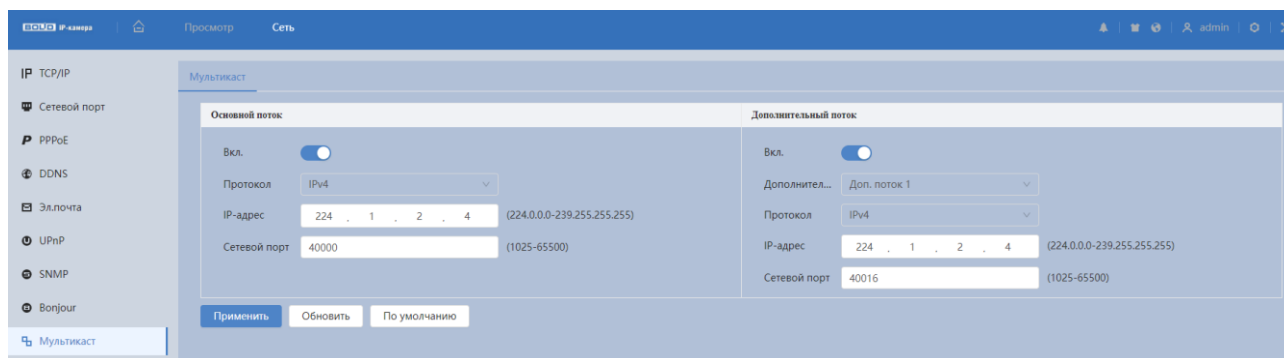 BOLID IP-камера Просмотр Сеть admin
IP TCP/IP
Сетевой порт
P PPPoE
DDNS
Эл.почта
UPnP
SNMP
Bonjour
Мультикаст
Мультикаст
Основной поток
Вкл.
Протокол IPv4
IP-адрес 224 . 1 . 2 . 4 (224.0.0.0-239.255.255.255)
Сетевой порт 40000 (1025-65500)
Дополнительный поток
Вкл.
Дополнител... Доп. поток 1
Протокол IPv4
IP-адрес 224 . 1 . 2 . 4 (224.0.0.0-239.255.255.255)
Сетевой порт 40016 (1025-65500)
Применить Обновить По умолчанию